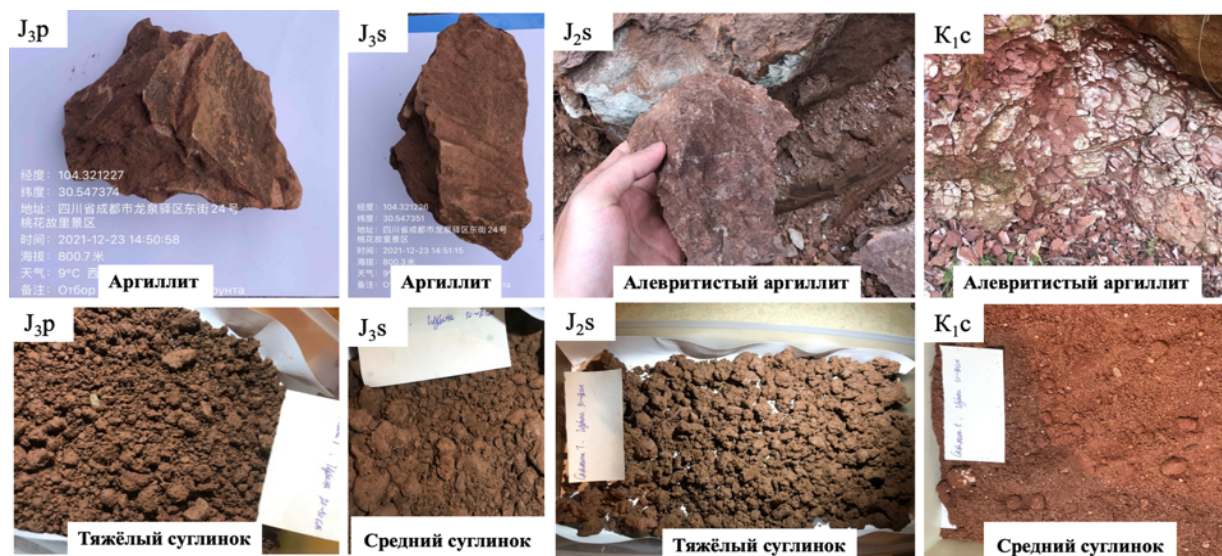 J₃p
经度：104.321227
纬度：30.547374
地址：四川省成都市龙泉驿区东街24号
桃花故里景区
时间：2021-12-23 14:50:58
海拔：800.7米
天气：9°C 西
备注：Отбор
Аргиллит
J₃s
经度：104.321226
纬度：30.547351
地址：四川省成都市龙泉驿区东街24号
桃花故里景区
时间：2021-12-23 14:51:15
海拔：800.3米
Аргиллит
J₂s
Алевритистый аргиллит
K₁c
Алевритистый аргиллит
J₃p
Тяжёлый суглинок
J₃s
Средний суглинок
J₂s
Тяжёлый суглинок
K₁c
Средний суглинок